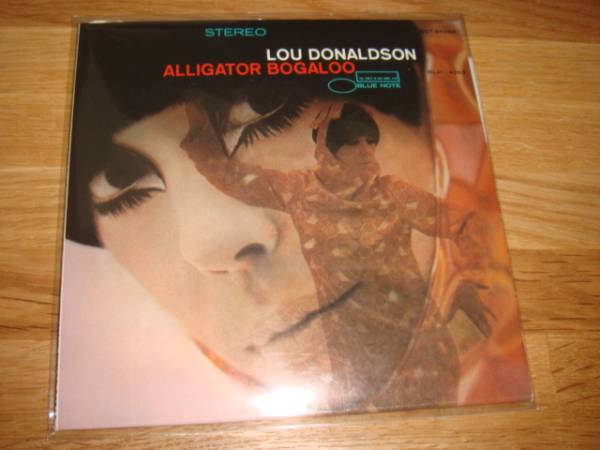 STEREO
LOU DONALDSON
ALLIGATOR BOGALOO
BLUE NOTE